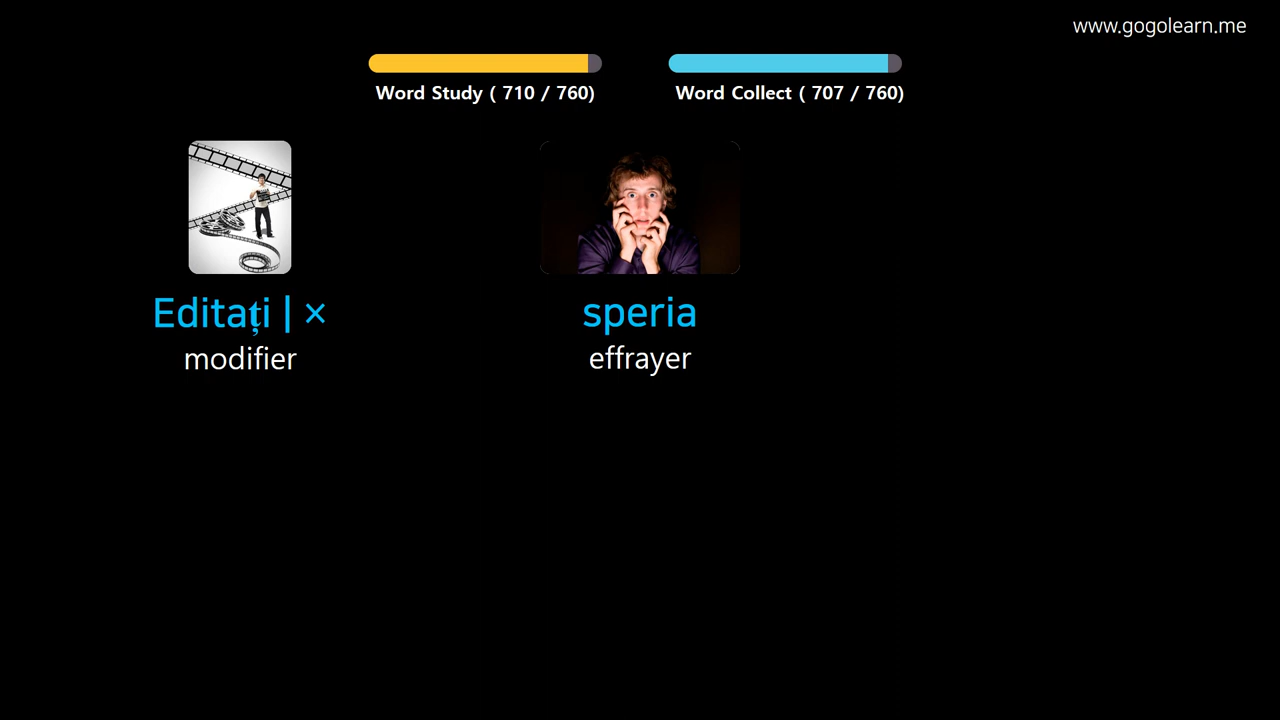 www.gogolearn.me
Word Study ( 710 / 760)
Word Collect ( 707 / 760)
Editați | ×
modifier
speria
effrayer